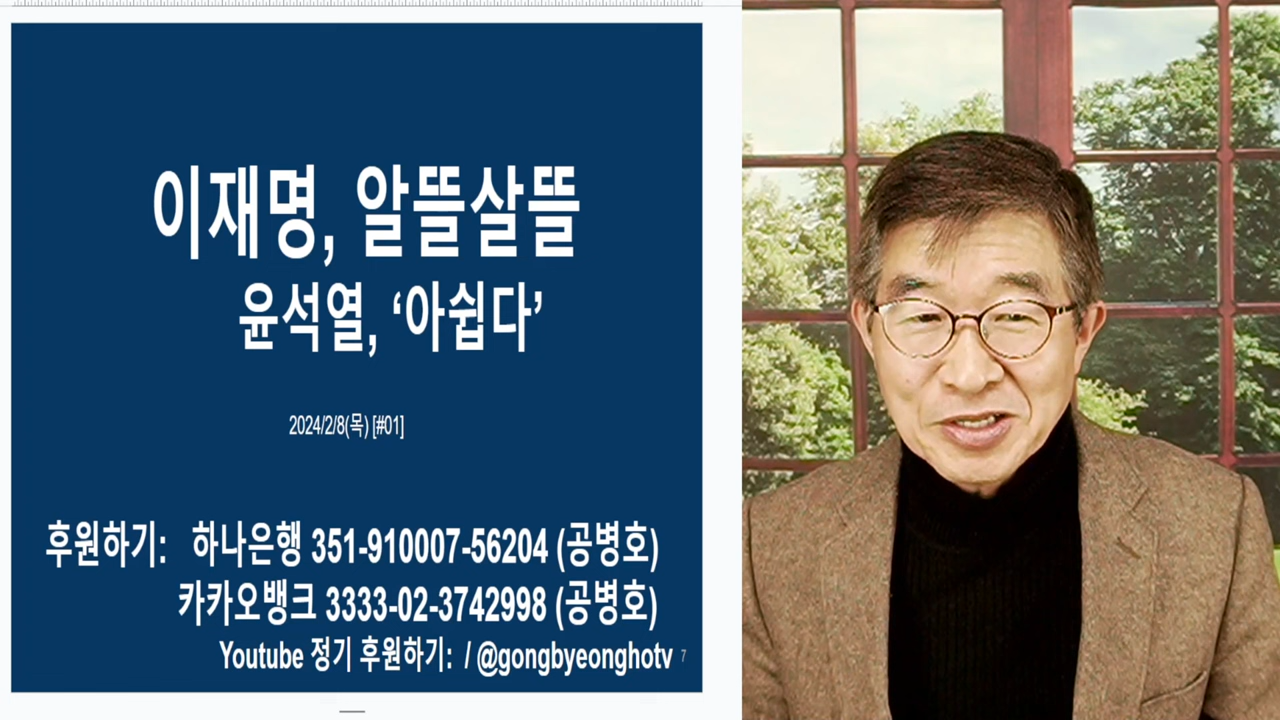 이재명, 알뜰살뜰
윤석열, ‘아쉽다’
2024/2/8(목) [#01]
후원하기: 하나은행 351-910007-56204 (공병호)
카카오뱅크 3333-02-3742998 (공병호)
Youtube 정기 후원하기: / @gongbyeonghotv 7